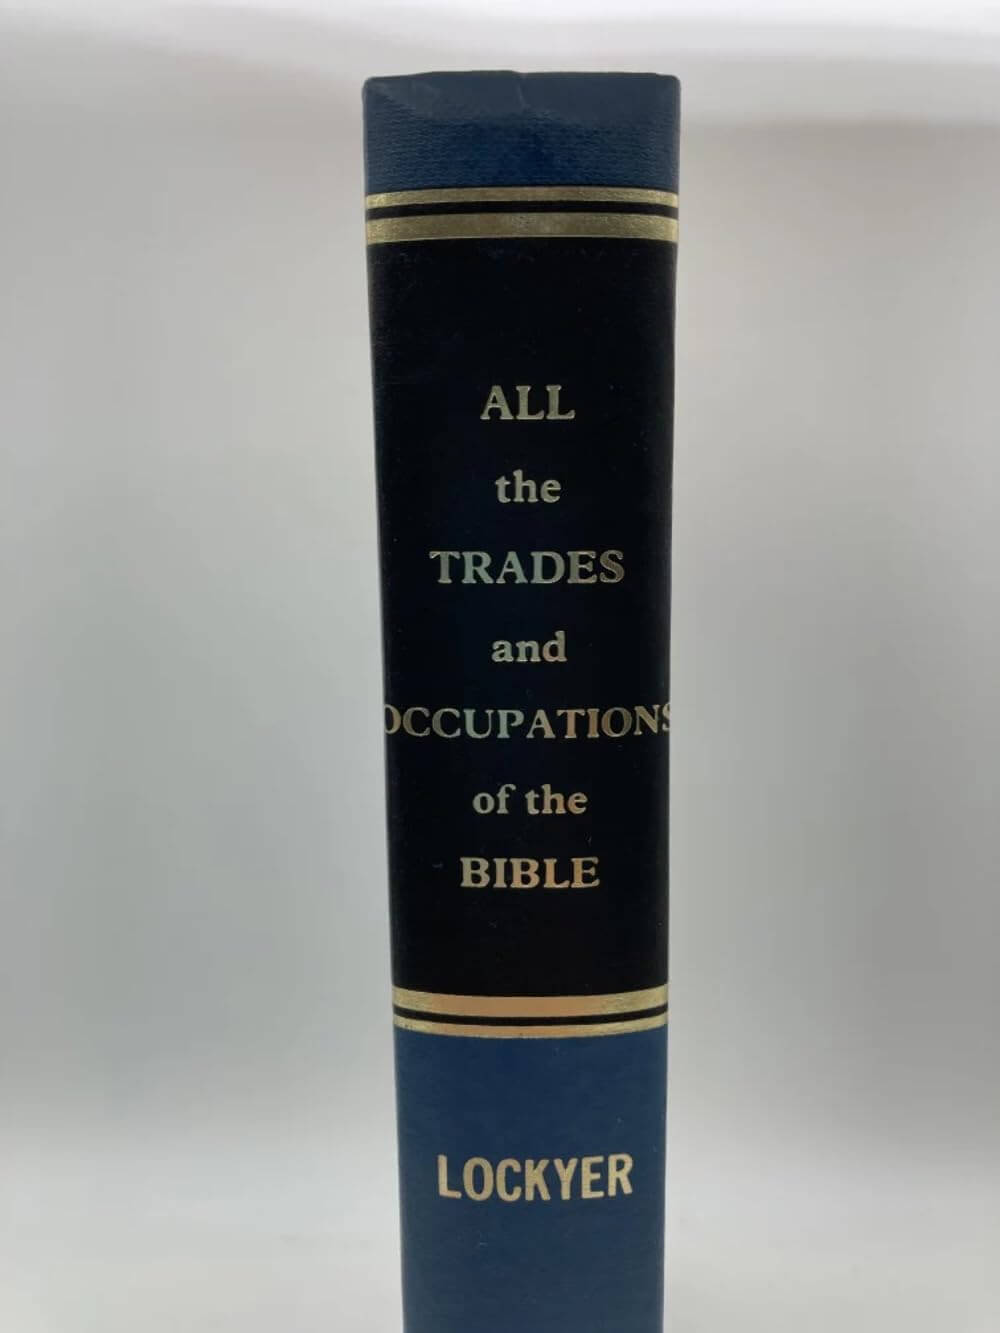 ALL
the
TRADES
and
OCCUPATIONS
of the
BIBLE
LOCKYER